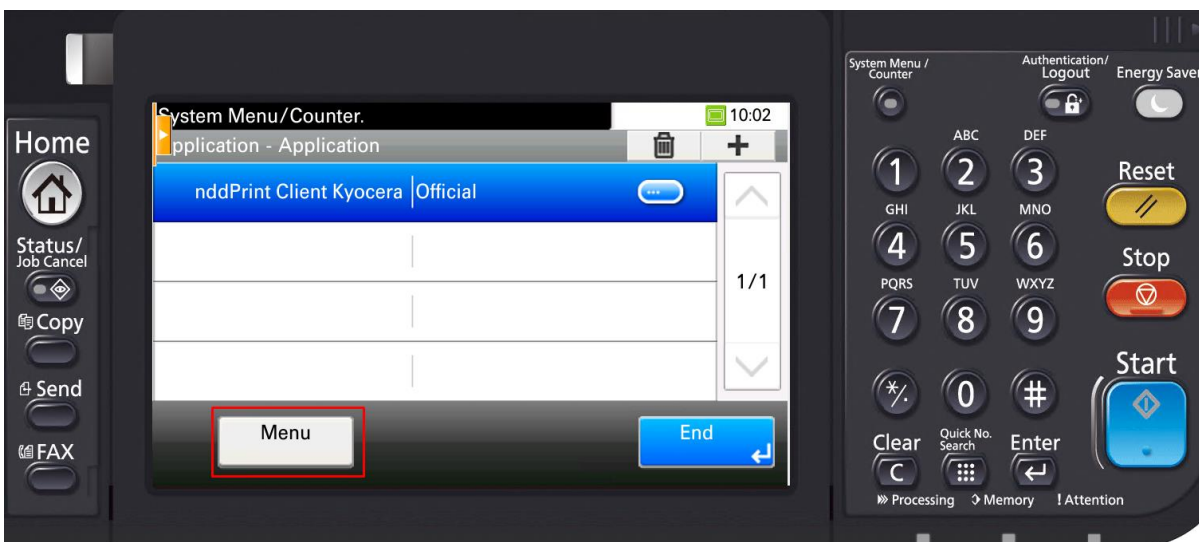 Home
Status/
Job Cancel
Copy
Send
FAX
System Menu/Counter.
10:02
pplication - Application
nddPrint Client Kyocera
Official
1/1
Menu
End
System Menu /
Counter
Authentication/
Logout
Energy Save
ABC
DEF
1
2
3
GHI
JKL
MNO
4
5
6
PQRS
TUV
WXYZ
7
8
9
*/.
0
#
Clear
Quick No.
Search
Enter
C
Processing
Memory
! Attention
Reset
Stop
Start